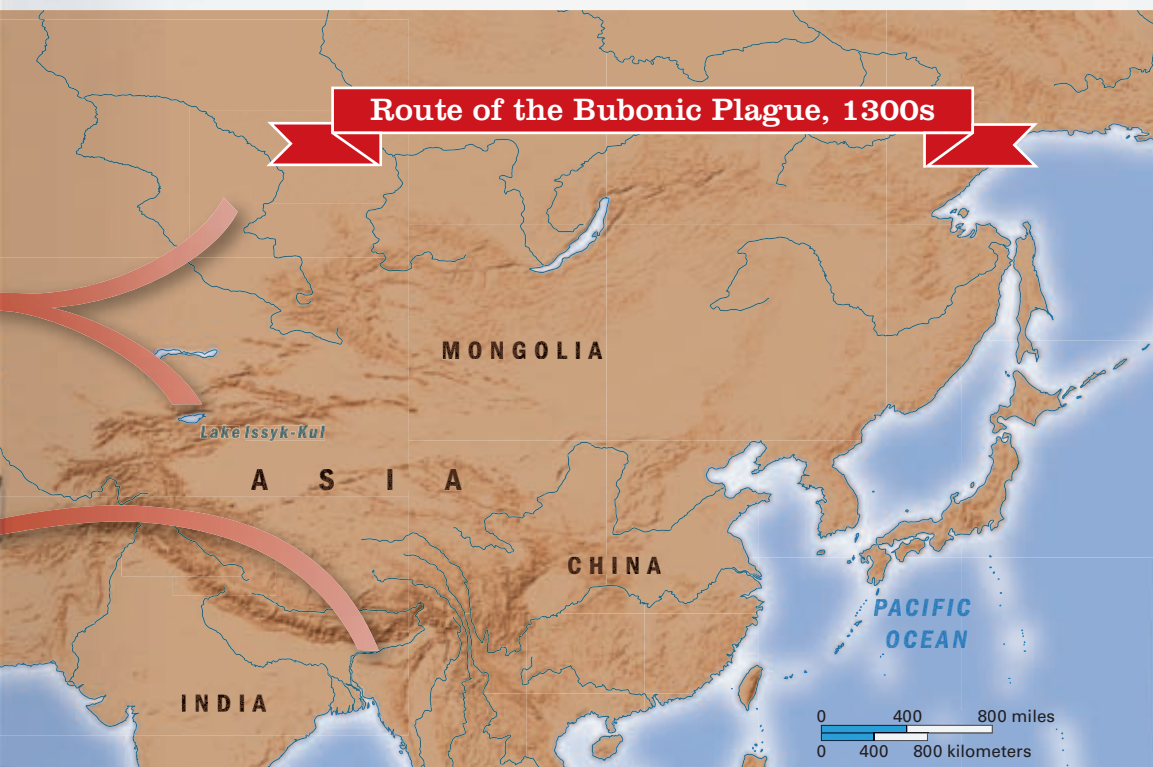 Route of the Bubonic Plague, 1300s
MONGOLIA
Lake Issyk-Kul
ASIA
CHINA
PACIFIC
OCEAN
INDIA
0 400 800 miles
0 400 800 kilometers